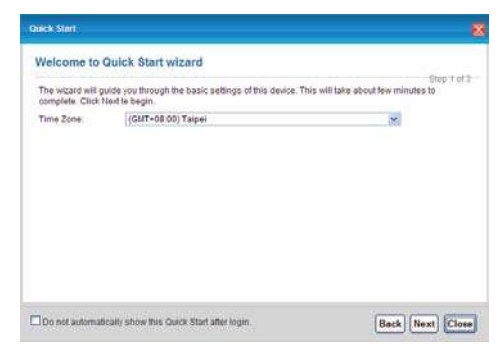 Quick Start
Welcome to Quick Start wizard
Step 1 of 2
The wizard will guide you through the basic settings of this device. This will take about few minutes to
complete. Click Next to begin.
Time Zone: (GMT+08:00) Taipei
Do not automatically show this Quick Start after login.
Back Next Close